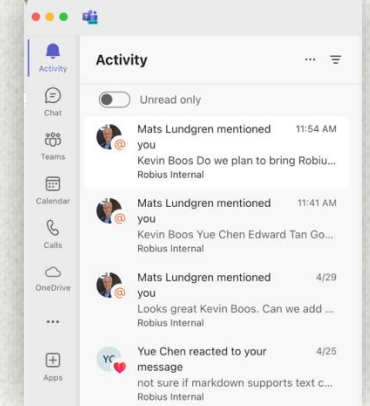 Activity
Activity
Unread only
Chat
Teams
Calendar
Calls
OneDrive
Apps
Mats Lundgren mentioned 11:54 AM
you
Kevin Boos Do we plan to bring Robiu...
Robius Internal
Mats Lundgren mentioned 11:41 AM
you
Kevin Boos Yue Chen Edward Tan Go...
Robius Internal
Mats Lundgren mentioned 4/29
you
Looks great Kevin Boos. Can we add ...
Robius Internal
YC
Yue Chen reacted to your 4/25
message
not sure if markdown supports text c...
Robius Internal